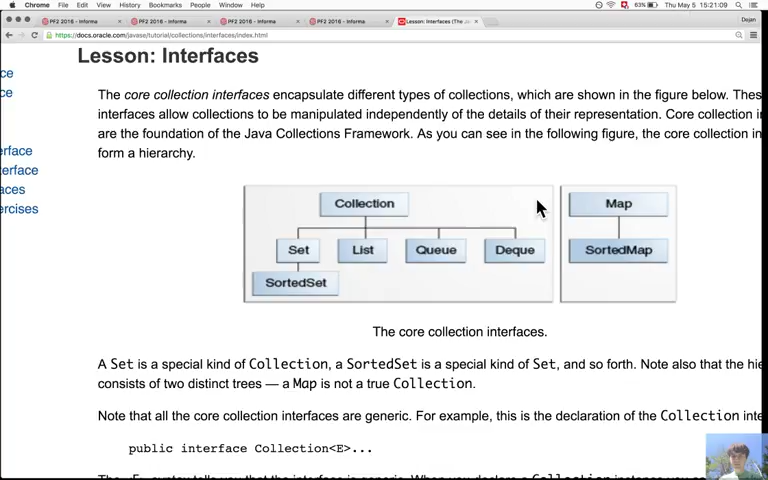 Chrome File Edit View History Bookmarks People Window Help 63% Thu May 5 15:21:09
PF2 2016 - Informa PF2 2016 - Informa PF2 2016 - Informa PF2 2016 - Informa Lesson: Interfaces (The Ja Dejan
https://docs.oracle.com/javase/tutorial/collections/interfaces/index.html
Lesson: Interfaces
ce
ce
erface
terface
aces
ercises
The core collection interfaces encapsulate different types of collections, which are shown in the figure below. Thes
interfaces allow collections to be manipulated independently of the details of their representation. Core collection in
are the foundation of the Java Collections Framework. As you can see in the following figure, the core collection in
form a hierarchy.
Collection Map
Set List Queue Deque SortedMap
SortedSet
The core collection interfaces.
A Set is a special kind of Collection, a SortedSet is a special kind of Set, and so forth. Note also that the hie
consists of two distinct trees — a Map is not a true Collection.
Note that all the core collection interfaces are generic. For example, this is the declaration of the Collection inte
public interface Collection<E>...